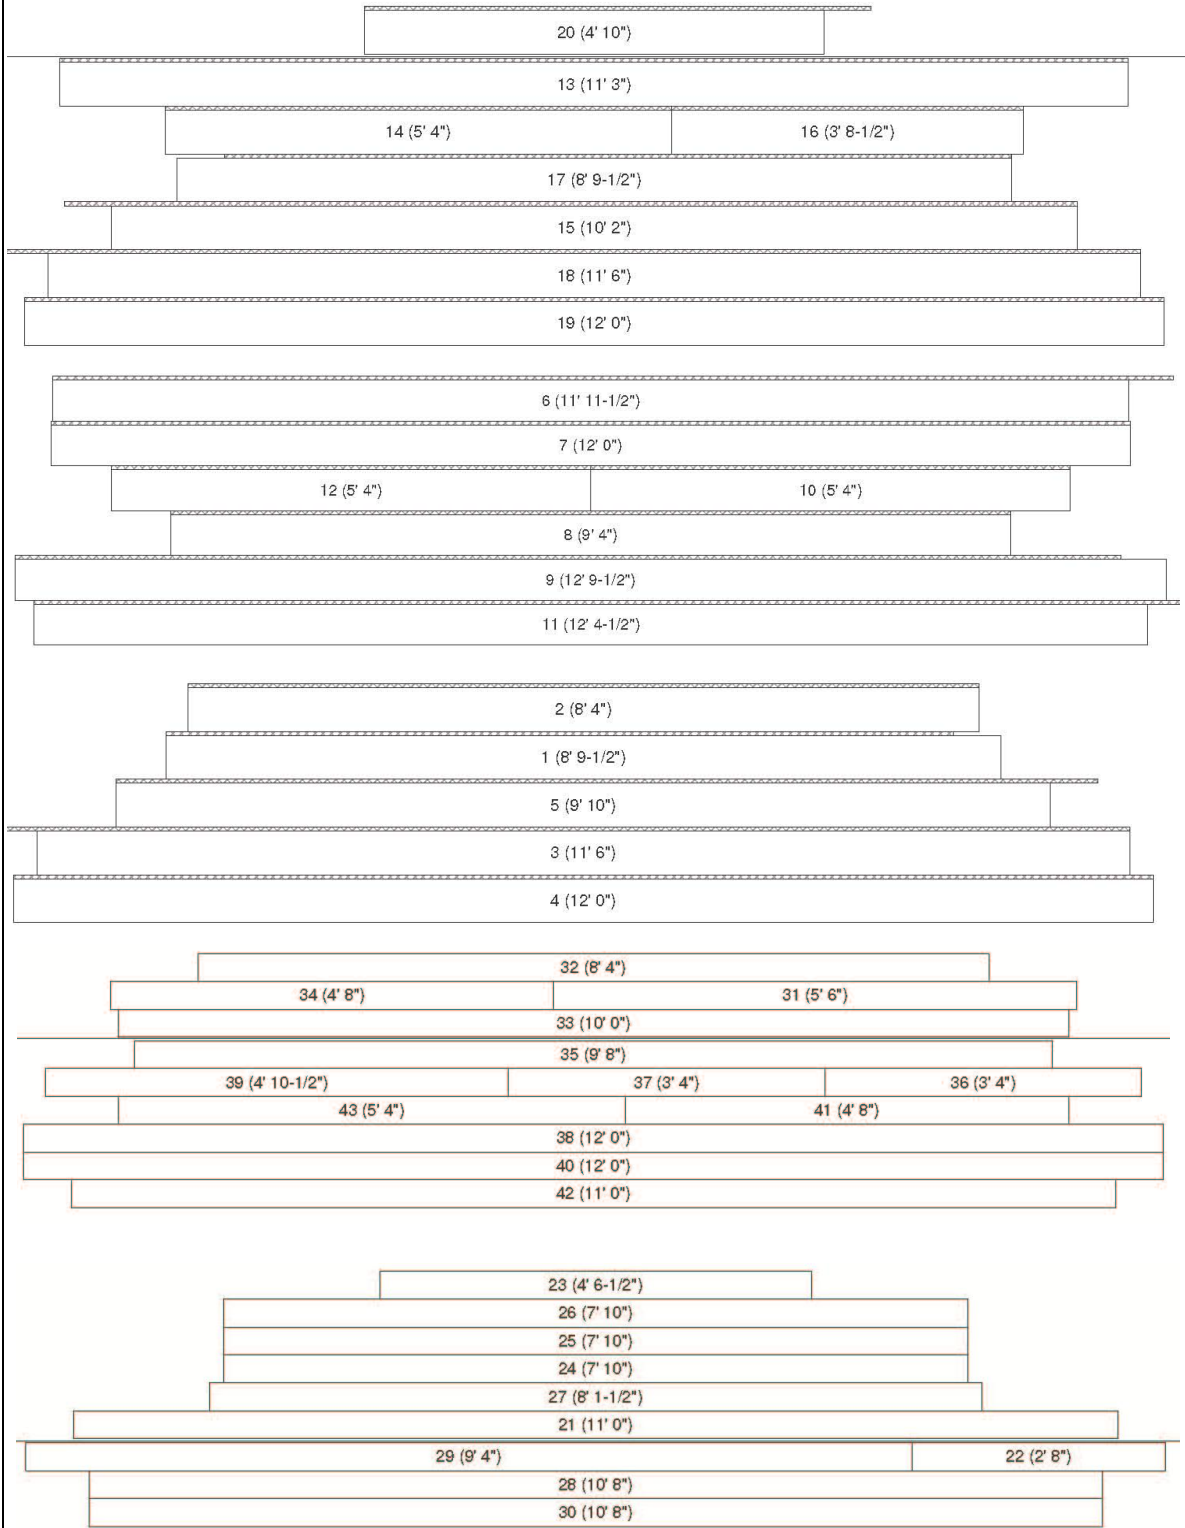 20 (4' 10")
13 (11' 3")
14 (5' 4") 16 (3' 8-1/2")
17 (8' 9-1/2")
15 (10' 2")
18 (11' 6")
19 (12' 0")
6 (11' 11-1/2")
7 (12' 0")
12 (5' 4") 10 (5' 4")
8 (9' 4")
9 (12' 9-1/2")
11 (12' 4-1/2")
2 (8' 4")
1 (8' 9-1/2")
5 (9' 10")
3 (11' 6")
4 (12' 0")
32 (8' 4")
34 (4' 8") 31 (5' 6")
33 (10' 0")
35 (9' 8")
39 (4' 10-1/2") 37 (3' 4") 36 (3' 4")
43 (5' 4") 41 (4' 8")
38 (12' 0")
40 (12' 0")
42 (11' 0")
23 (4' 6-1/2")
26 (7' 10")
25 (7' 10")
24 (7' 10")
27 (8' 1-1/2")
21 (11' 0")
29 (9' 4") 22 (2' 8")
28 (10' 8")
30 (10' 8")